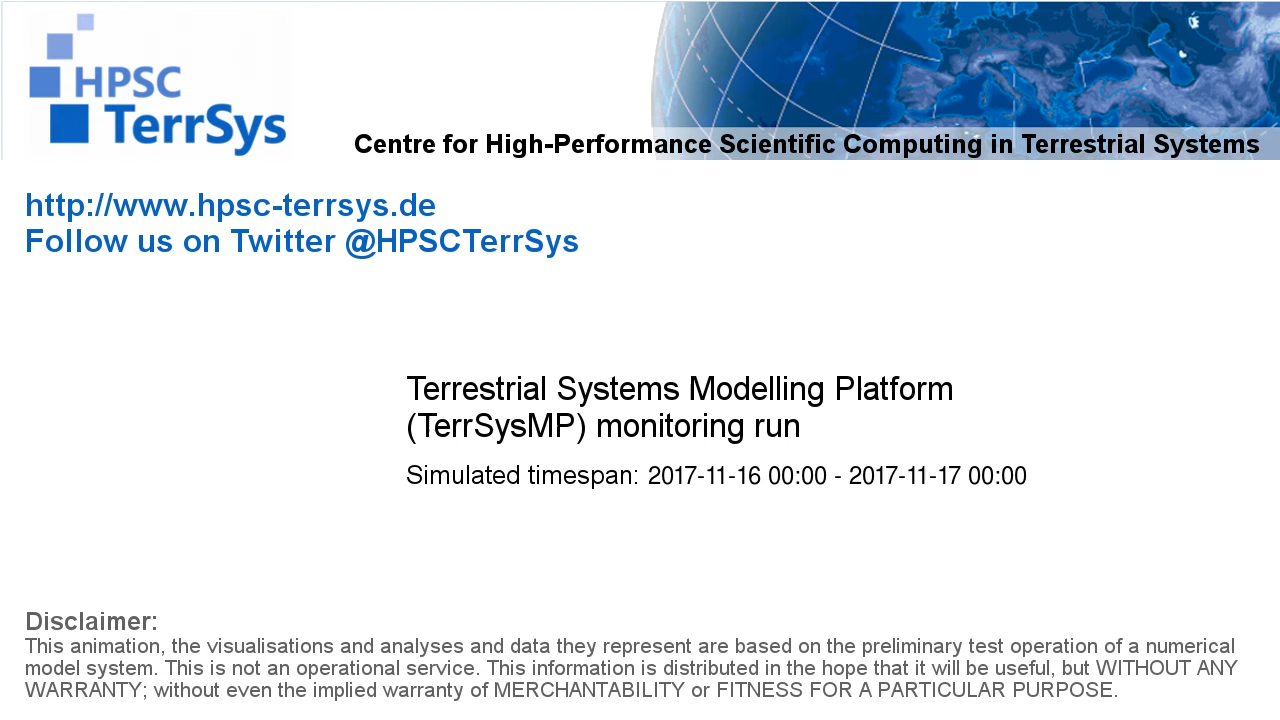 HPSC
TerrSys
Centre for High-Performance Scientific Computing in Terrestrial Systems
http://www.hpsc-terrsys.de
Follow us on Twitter @HPSCTerrSys
Terrestrial Systems Modelling Platform
(TerrSysMP) monitoring run
Simulated timespan: 2017-11-16 00:00 - 2017-11-17 00:00
Disclaimer:
This animation, the visualisations and analyses and data they represent are based on the preliminary test operation of a numerical
model system. This is not an operational service. This information is distributed in the hope that it will be useful, but WITHOUT ANY
WARRANTY; without even the implied warranty of MERCHANTABILITY or FITNESS FOR A PARTICULAR PURPOSE.